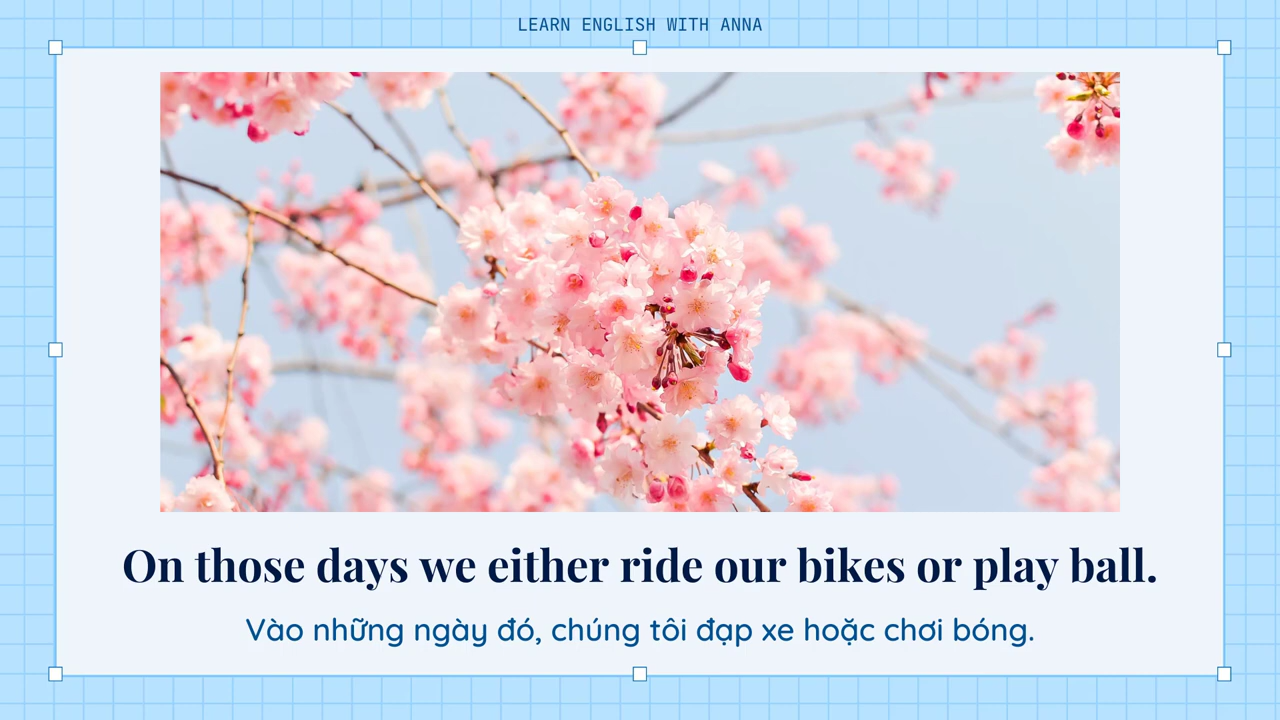 LEARN ENGLISH WITH ANNA
On those days we either ride our bikes or play ball.
Vào những ngày đó, chúng tôi đạp xe hoặc chơi bóng.